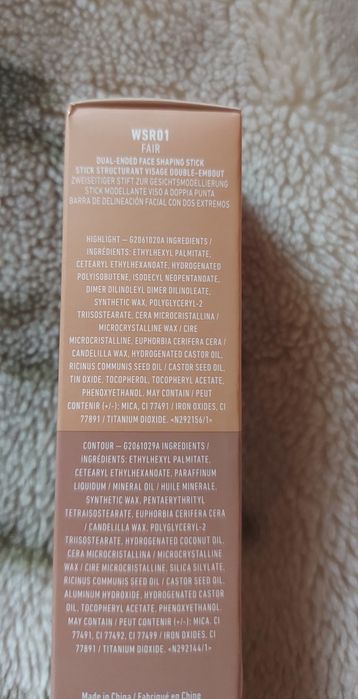 WSR01
FAIR
DUAL-ENDED FACE SHAPING STICK
STICK STRUCTURANT VISAGE DOUBLE-EMBOUT
ZWEISEITIGER STIFT ZUR GESICHTSMODELLIERUNG
STICK MODELLANTE VISO A DOPPIA PUNTA
BARRA DE DELINEACIÓN FACIAL CON DOS EXTREMOS
HIGHLIGHT – G2061020A INGREDIENTS /
INGRÉDIENTS: ETHYLHEXYL PALMITATE,
CETEARYL ETHYLHEXANOATE, HYDROGENATED
POLYISOBUTENE, ISODECYL NEOPENTANOATE,
DIMER DILINOLEYL DIMER DILINOLEATE,
SYNTHETIC WAX, POLYGLYCERYL-2
TRIISOSTEARATE, CERA MICROCRISTALLINA /
MICROCRYSTALLINE WAX / CIRE
MICROCRISTALLINE. EUPHORBIA CERIFERA CERA /
CANDELILLA WAX, HYDROGENATED CASTOR OIL,
RICINUS COMMUNIS SEED OIL / CASTOR SEED OIL,
TIN OXIDE, TOCOPHEROL, TOCOPHERYL ACETATE,
PHENOXYETHANOL. MAY CONTAIN / PEUT
CONTENIR (+/-): MICA, CI 77491 / IRON OXIDES, CI
77891 / TITANIUM DIOXIDE. <N292156/1>
CONTOUR – G2061029A INGREDIENTS /
INGRÉDIENTS: ETHYLHEXYL PALMITATE,
CETEARYL ETHYLHEXANOATE, PARAFFINUM
LIQUIDUM / MINERAL OIL / HUILE MINERALE,
SYNTHETIC WAX, PENTAERYTHRITYL
TETRAISOSTEARATE, EUPHORBIA CERIFERA CERA
/ CANDELILLA WAX, POLYGLYCERYL-2
TRIISOSTEARATE, HYDROGENATED COCONUT OIL,
CERA MICROCRISTALLINA / MICROCRYSTALLINE
WAX / CIRE MICROCRISTALLINE. SILICA SILYLATE,
RICINUS COMMUNIS SEED OIL / CASTOR SEED OIL,
ALUMINUM HYDROXIDE, HYDROGENATED CASTOR
OIL, TOCOPHERYL ACETATE, PHENOXYETHANOL.
MAY CONTAIN / PEUT CONTENIR (+/-): MICA. CI
77491, CI 77492, CI 77499 / IRON OXIDES. CI
77891 / TITANIUM DIOXIDE. <N292144/1>
Made in China / Fabriqué en Chine